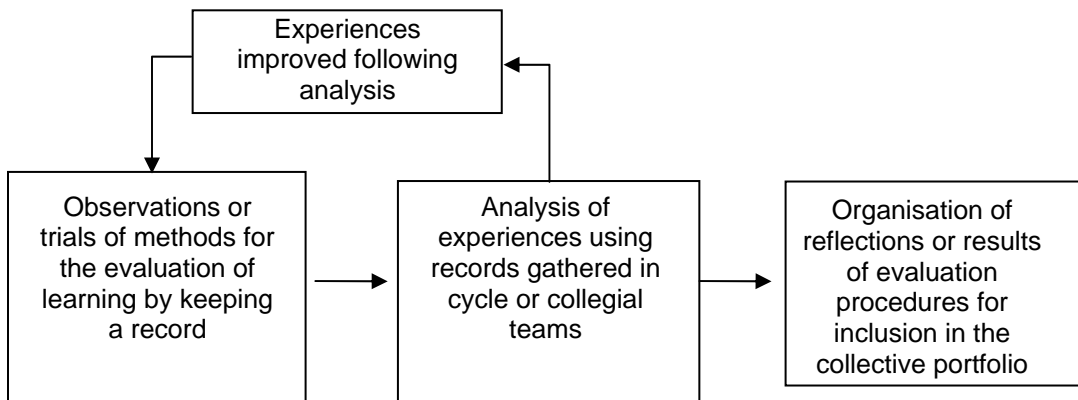 Experiences
improved following
analysis
Observations or
trials of methods for
the evaluation of
learning by keeping
a record
Analysis of
experiences using
records gathered in
cycle or collegial
teams
Organisation of
reflections or results
of evaluation
procedures for
inclusion in the
collective portfolio